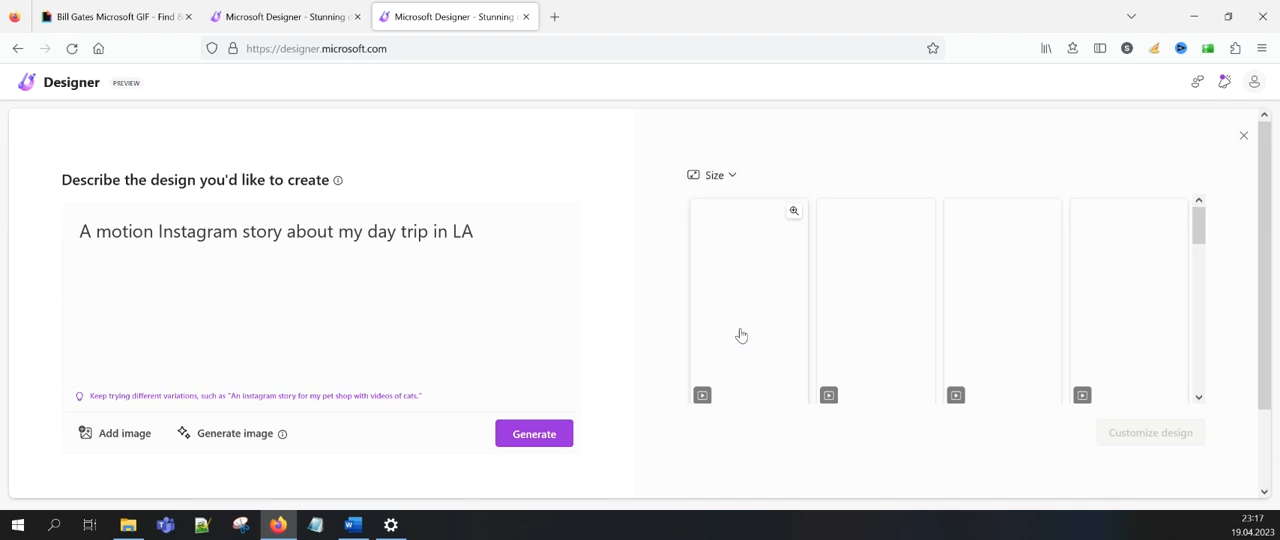 Bill Gates Microsoft GIF - Find &
Microsoft Designer - Stunning d
Microsoft Designer - Stunning d
https://designer.microsoft.com
Designer PREVIEW
Describe the design you'd like to create
Size
A motion Instagram story about my day trip in LA
Keep trying different variations, such as "An instagram story for my pet shop with videos of cats."
Add image
Generate image
Generate
Customize design
23:17
19.04.2023